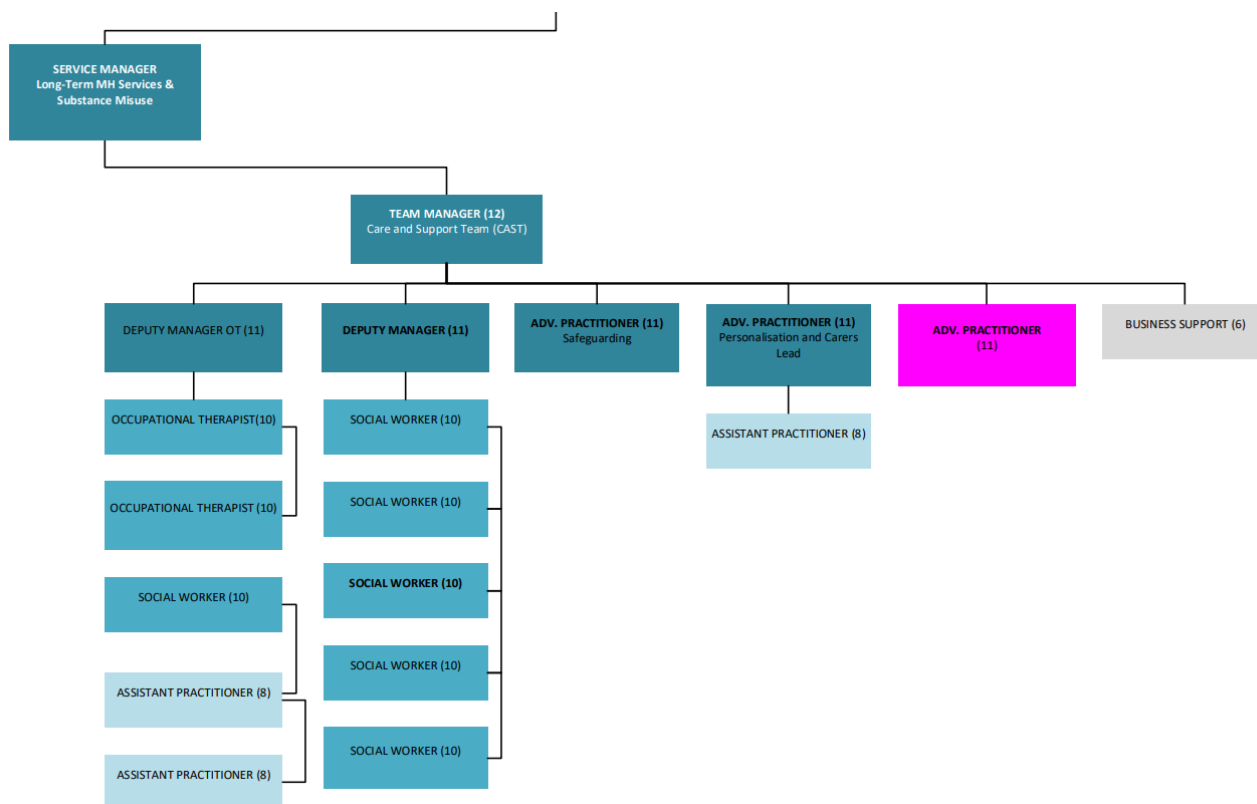 SERVICE MANAGER
Long-Term MH Services &
Substance Misuse
TEAM MANAGER (12)
Care and Support Team (CAST)
DEPUTY MANAGER OT (11)
DEPUTY MANAGER (11)
ADV. PRACTITIONER (11)
Safeguarding
ADV. PRACTITIONER (11)
Personalisation and Carers
Lead
ADV. PRACTITIONER
(11)
BUSINESS SUPPORT (6)
OCCUPATIONAL THERAPIST(10)
OCCUPATIONAL THERAPIST (10)
SOCIAL WORKER (10)
ASSISTANT PRACTITIONER (8)
ASSISTANT PRACTITIONER (8)
SOCIAL WORKER (10)
SOCIAL WORKER (10)
SOCIAL WORKER (10)
SOCIAL WORKER (10)
SOCIAL WORKER (10)
ASSISTANT PRACTITIONER (8)